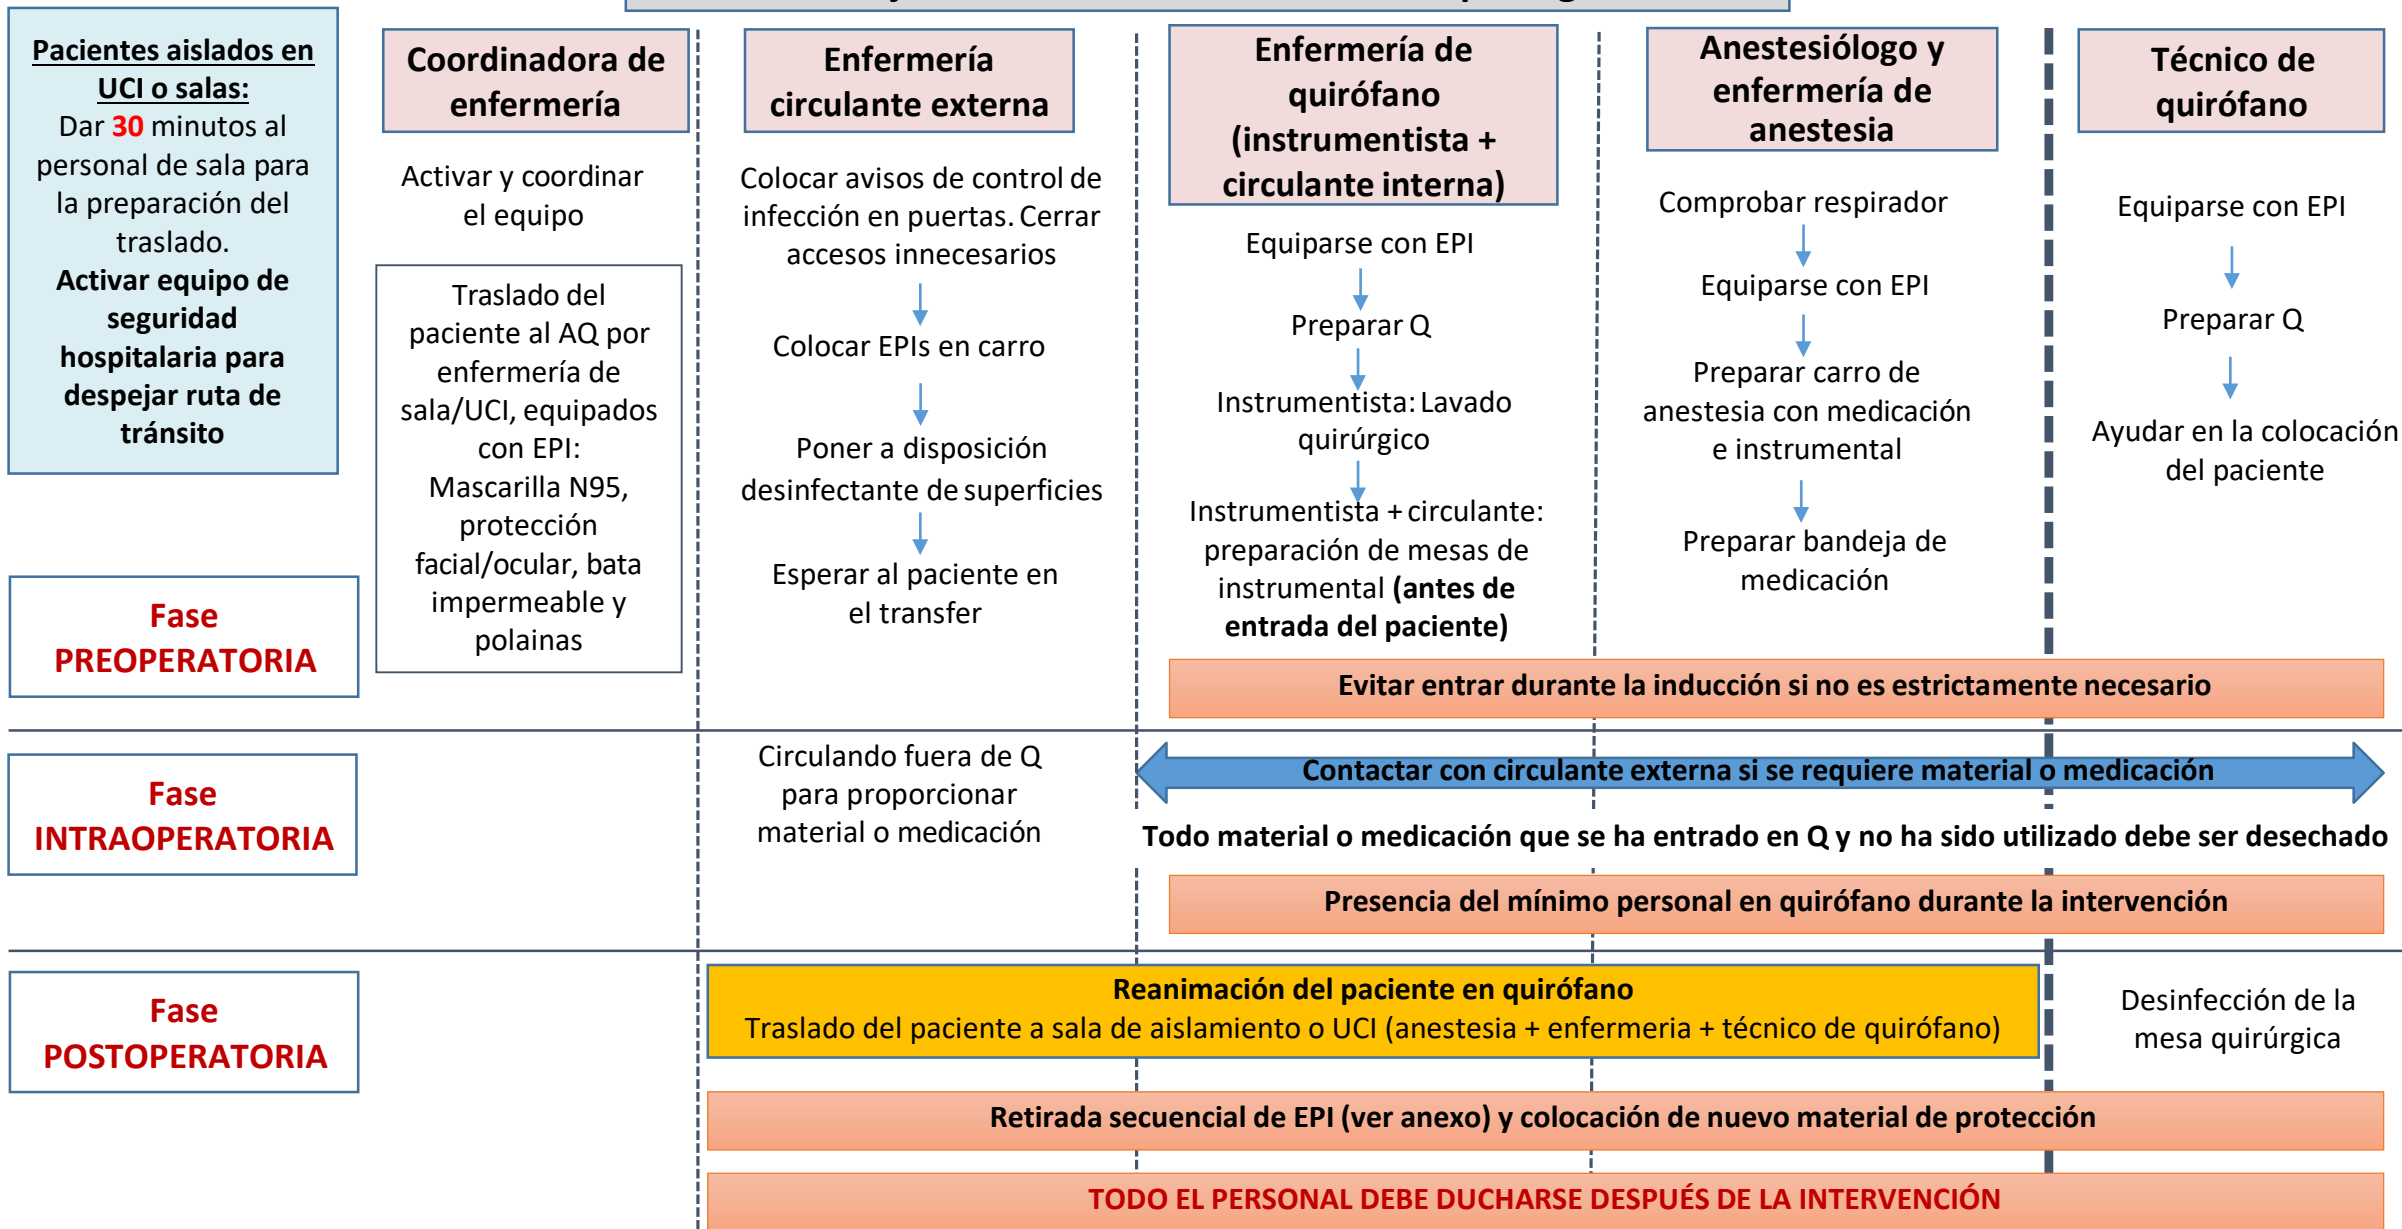 Pacientes aislados en
UCI o salas:
Dar 30 minutos al
personal de sala para
la preparación del
traslado.
Activar equipo de
seguridad
hospitalaria para
despejar ruta de
tránsito
Coordinadora de
enfermería
Activar y coordinar
el equipo
Traslado del
paciente al AQ por
enfermería de
sala/UCI, equipados
con EPI:
Mascarilla N95,
protección
facial/ocular, bata
impermeable y
polainas
Enfermería
circulante externa
Colocar avisos de control de
infección en puertas. Cerrar
accesos innecesarios
Colocar EPIs en carro
Poner a disposición
desinfectante de superficies
Esperar al paciente en
el transfer
Enfermería de
quirófano
(instrumentista +
circulante interna)
Equiparse con EPI
Preparar Q
Instrumentista: Lavado
quirúrgico
Instrumentista + circulante:
preparación de mesas de
instrumental (antes de
entrada del paciente)
Anestesiólogo y
enfermería de
anestesia
Comprobar respirador
Equiparse con EPI
Preparar carro de
anestesia con medicación
e instrumental
Preparar bandeja de
medicación
Técnico de
quirófano
Equiparse con EPI
Preparar Q
Ayudar en la colocación
del paciente
Fase
PREOPERATORIA
Evitar entrar durante la inducción si no es estrictamente necesario
Fase
INTRAOPERATORIA
Circulando fuera de Q
para proporcionar
material o medicación
Contactar con circulante externa si se requiere material o medicación
Todo material o medicación que se ha entrado en Q y no ha sido utilizado debe ser desechado
Presencia del mínimo personal en quirófano durante la intervención
Fase
POSTOPERATORIA
Reanimación del paciente en quirófano
Traslado del paciente a sala de aislamiento o UCI (anestesia + enfermeria + técnico de quirófano)
Desinfección de la
mesa quirúrgica
Retirada secuencial de EPI (ver anexo) y colocación de nuevo material de protección
TODO EL PERSONAL DEBE DUCHARSE DESPUÉS DE LA INTERVENCIÓN